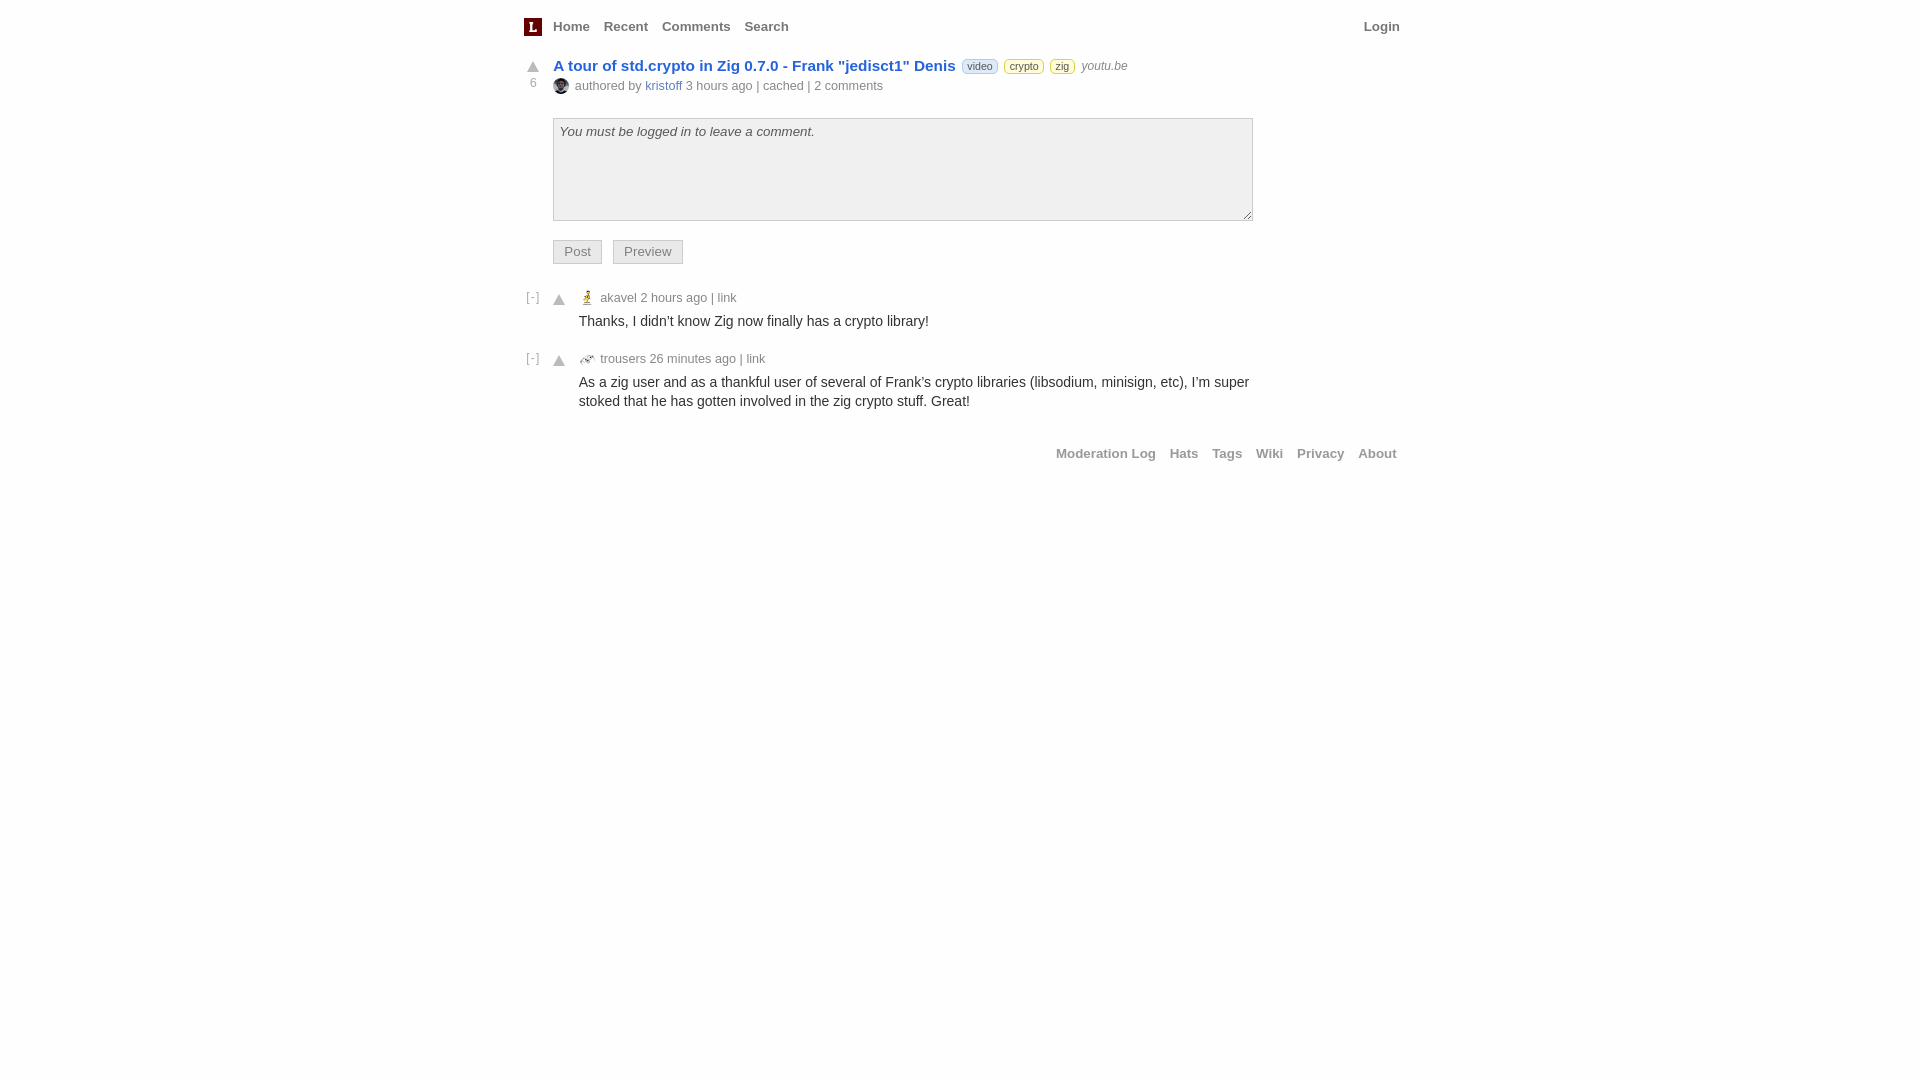 L Home Recent Comments Search Login
A tour of std.crypto in Zig 0.7.0 - Frank "jedisct1" Denis video crypto zig youtu.be
6 authored by kristoff 3 hours ago | cached | 2 comments
You must be logged in to leave a comment.
Post Preview
[-] akavel 2 hours ago | link
Thanks, I didn’t know Zig now finally has a crypto library!
[-] trousers 26 minutes ago | link
As a zig user and as a thankful user of several of Frank’s crypto libraries (libsodium, minisign, etc), I’m super
stoked that he has gotten involved in the zig crypto stuff. Great!
Moderation Log Hats Tags Wiki Privacy About